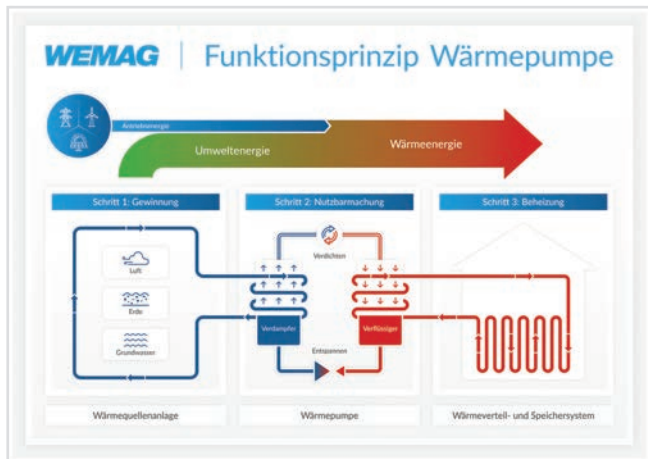 WEMAG | Funktionsprinzip Wärmepumpe
Antriebsenergie
Umweltenergie
Wärmeenergie
Schritt 1: Gewinnung
Luft
Erde
Grundwasser
Wärmequellenanlage
Schritt 2: Nutzbarmachung
Verdichten
Verdampfer
Verflüssiger
Entspannen
Wärmepumpe
Schritt 3: Beheizung
Wärmeverteil- und Speichersystem